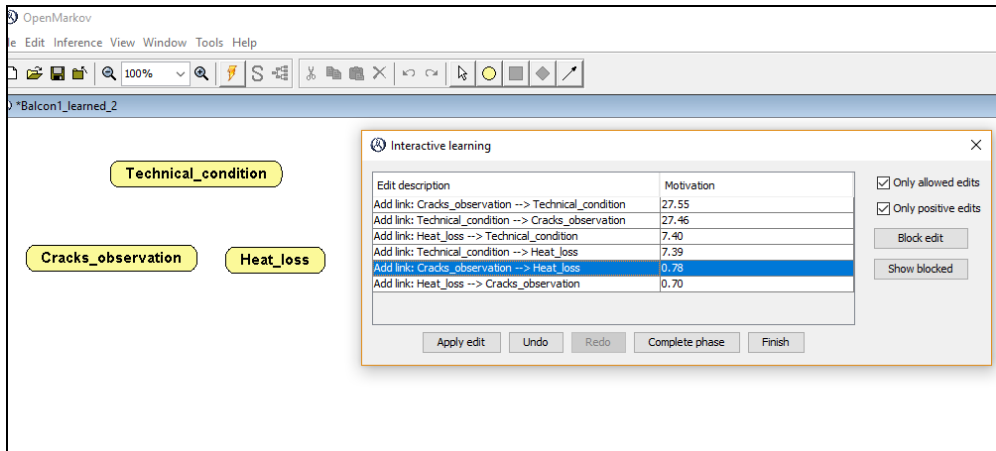 OpenMarkov
le Edit Inference View Window Tools Help
100%
*Balcon1_learned_2
Technical_condition
Cracks_observation
Heat_loss
Interactive learning
Edit description Motivation
Add link: Cracks_observation --> Technical_condition 27.55
Add link: Technical_condition --> Cracks_observation 27.46
Add link: Heat_loss --> Technical_condition 7.40
Add link: Technical_condition --> Heat_loss 7.39
Add link: Cracks_observation --> Heat_loss 0.78
Add link: Heat_loss --> Cracks_observation 0.70
Only allowed edits
Only positive edits
Block edit
Show blocked
Apply edit Undo Redo Complete phase Finish